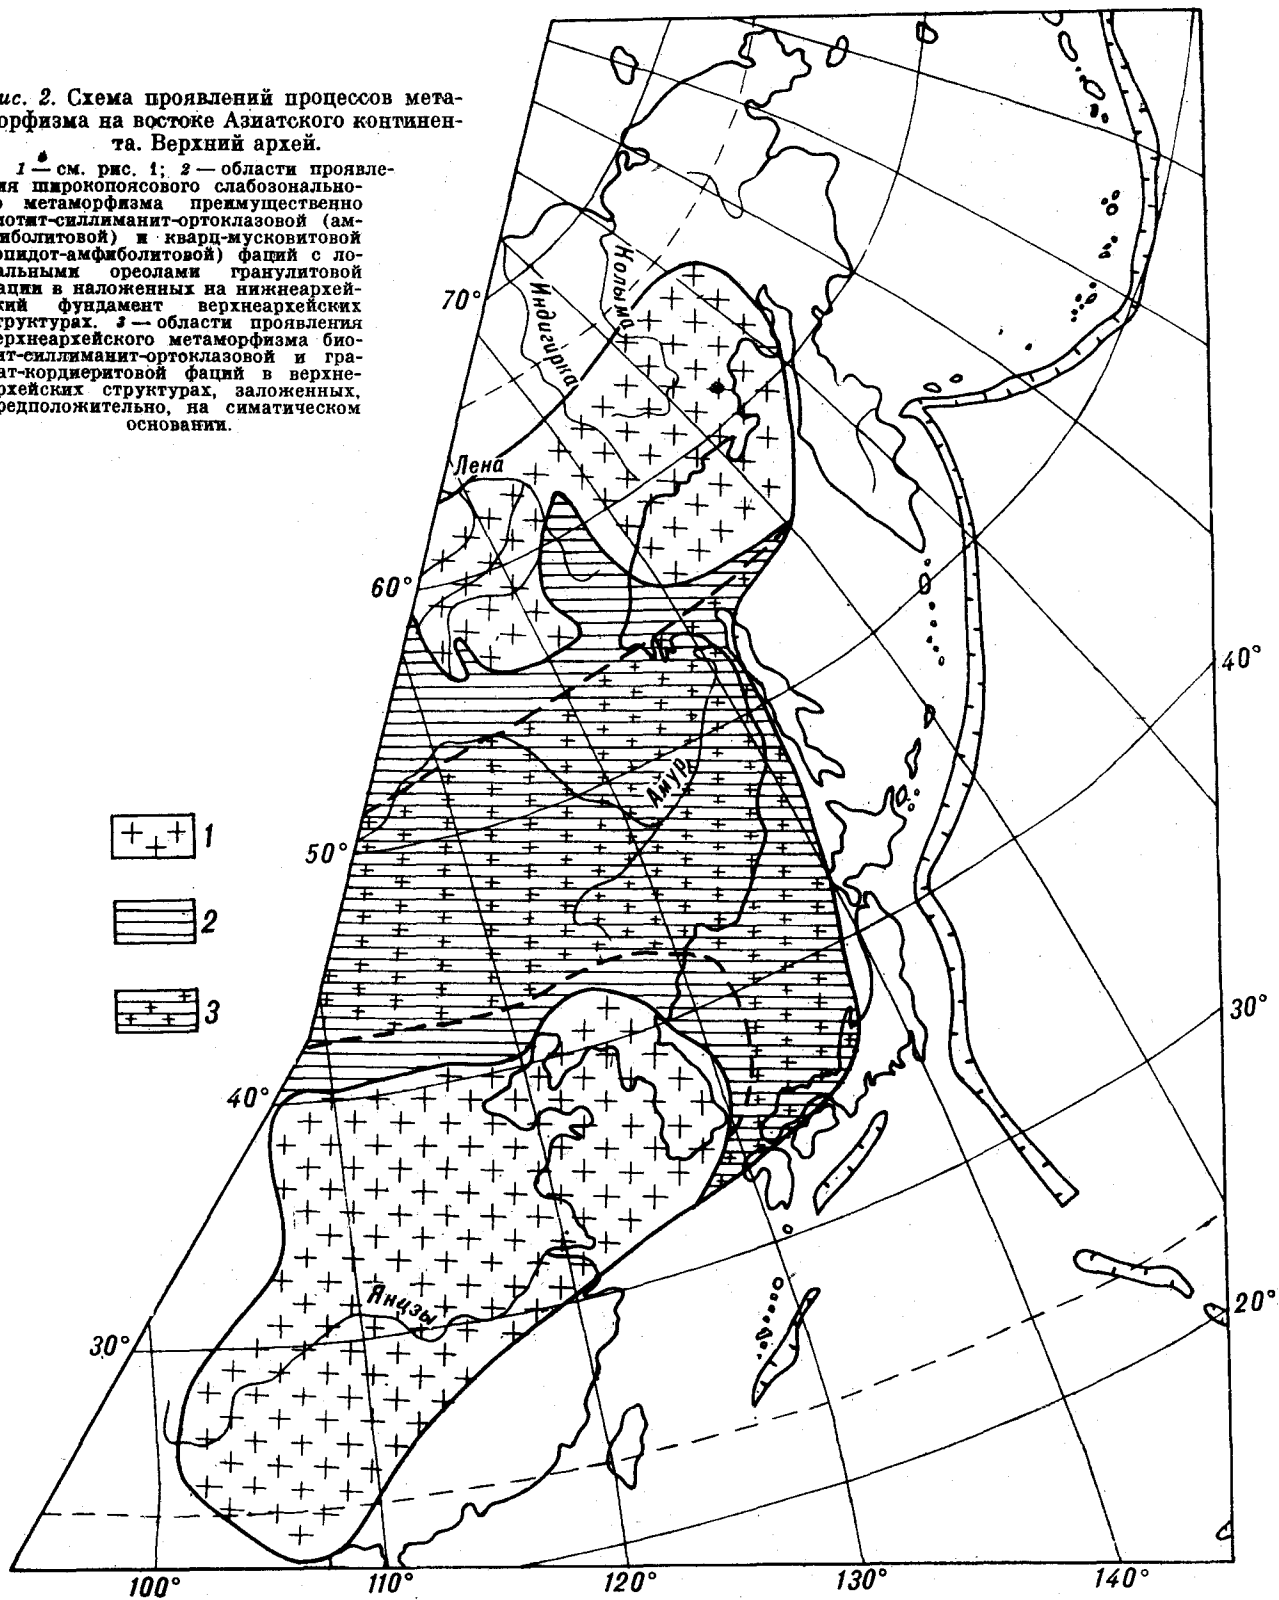 ис. 2. Схема проявлений процессов мета-
орфизма на востоке Азиатского континен-
та. Верхний архей.
1 — см. рис. 1; 2 — области проявле-
ия широкопоясового слабозонально-
о метаморфизма преимущественно
иотит-силлиманит-ортоклазовой (ам-
иболитовой) и кварц-мусковитовой
эпидот-амфиболитовой) фаций с ло-
альными ореолами гранулитовой
ации в наложенных на нижнеархей-
кий фундамент верхнеархейских
труктурах. 3 — области проявления
ерхнеархейского метаморфизма био-
ит-силлиманит-ортоклазовой и гра-
ат-кордиеритовой фаций в верхне-
рхейских структурах, заложенных,
редположительно, на симатическом
основании.
Колыма
Индигирка
70°
Лена
60°
40°
Амур
50°
1
2
3
30°
40°
Янцзы
20°
30°
100°
110°
120°
130°
140°